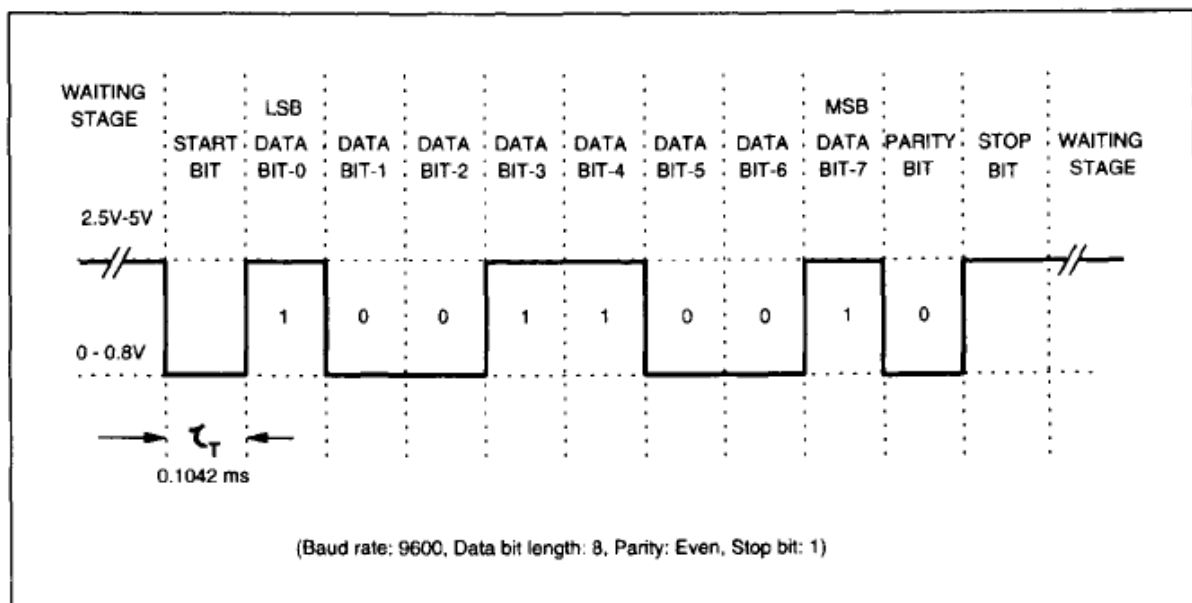 WAITING STAGE
START BIT
LSB
DATA BIT-0
DATA BIT-1
DATA BIT-2
DATA BIT-3
DATA BIT-4
DATA BIT-5
DATA BIT-6
MSB
DATA BIT-7
PARITY BIT
STOP BIT
WAITING STAGE
2.5V-5V
1 0 0 1 1 0 0 1 0
0 - 0.8V
τT
0.1042 ms
(Baud rate: 9600, Data bit length: 8, Parity: Even, Stop bit: 1)